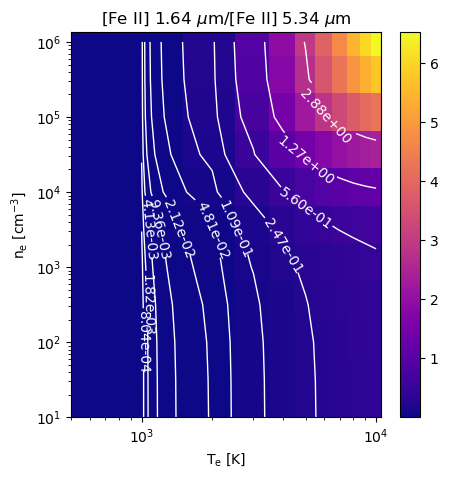 [Fe II] 1.64 μm/[Fe II] 5.34 μm
10⁶
10⁵
10⁴
10³
10²
10¹
nₑ [cm⁻³]
10³
10⁴
Tₑ [K]
2.88e+00
1.27e+00
5.60e-01
2.47e-01
1.09e-01
4.81e-02
2.12e-02
9.36e-03
4.13e-03
1.82e-03
8.04e-04
6
5
4
3
2
1